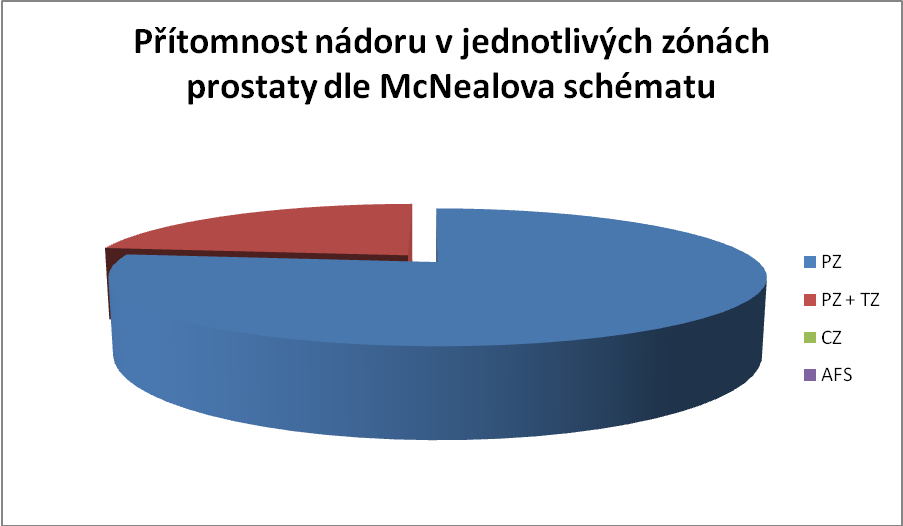 Přítomnost nádoru v jednotlivých zónách
prostaty dle McNealova schématu
PZ
PZ + TZ
CZ
AFS